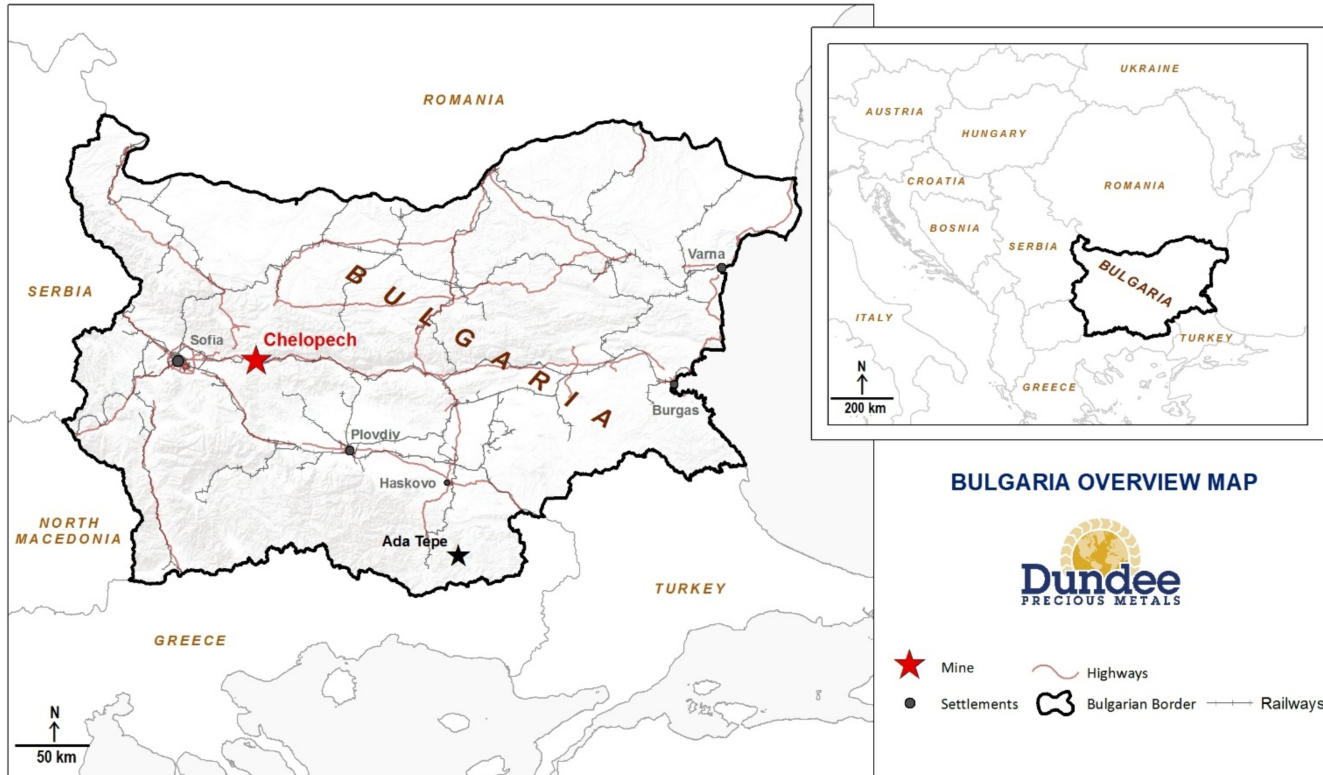 ROMANIA
SERBIA
Varna
BULGARIA
Sofia
Chelopech
Burgas
Plovdiv
Haskovo
NORTH
MACEDONIA
Ada Tepe
TURKEY
GREECE
N
50 km
UKRAINE
AUSTRIA
HUNGARY
CROATIA
ROMANIA
BOSNIA
SERBIA
BULGARIA
ITALY
TURKEY
GREECE
N
200 km
BULGARIA OVERVIEW MAP
Dundee
PRECIOUS METALS
Mine
Highways
Settlements
Bulgarian Border
Railways